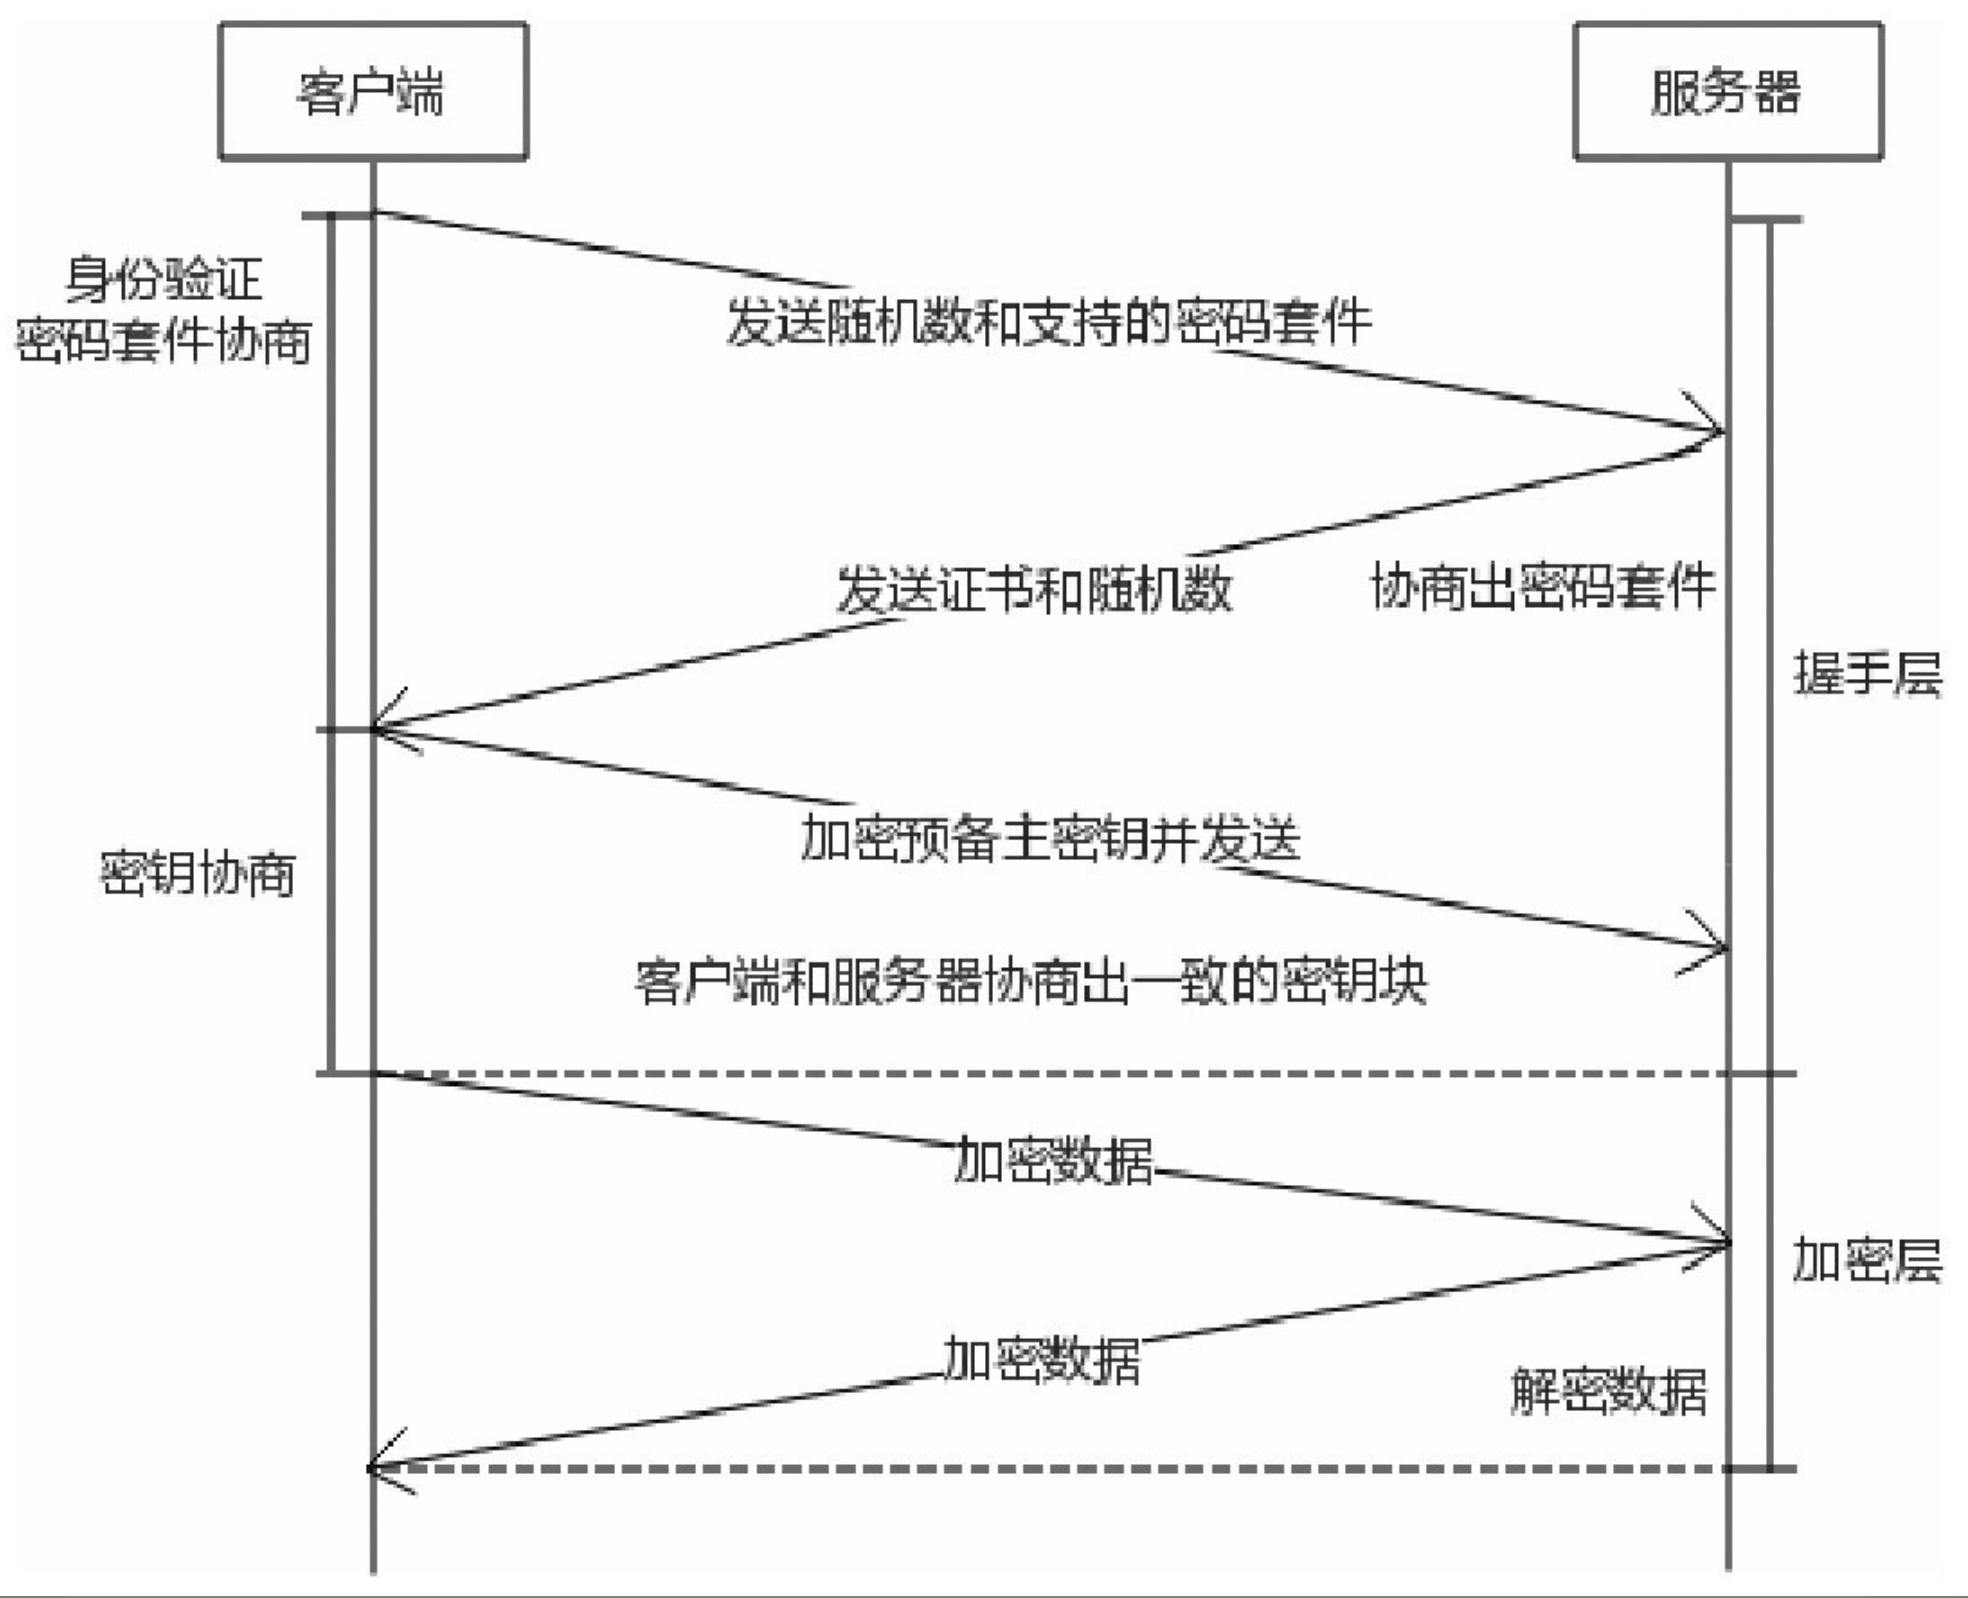 客户端
服务器
身份验证
密码套件协商
发送随机数和支持的密码套件
发送证书和随机数
协商出密码套件
握手层
加密预备主密钥并发送
密钥协商
客户端和服务器协商出一致的密钥块
加密数据
加密层
加密数据
解密数据